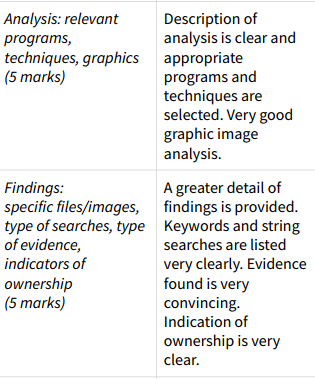 Analysis: relevant
programs,
techniques, graphics
(5 marks)
Description of
analysis is clear and
appropriate
programs and
techniques are
selected. Very good
graphic image
analysis.
Findings:
specific files/images,
type of searches, type
of evidence,
indicators of
ownership
(5 marks)
A greater detail of
findings is provided.
Keywords and string
searches are listed
very clearly. Evidence
found is very
convincing.
Indication of
ownership is very
clear.